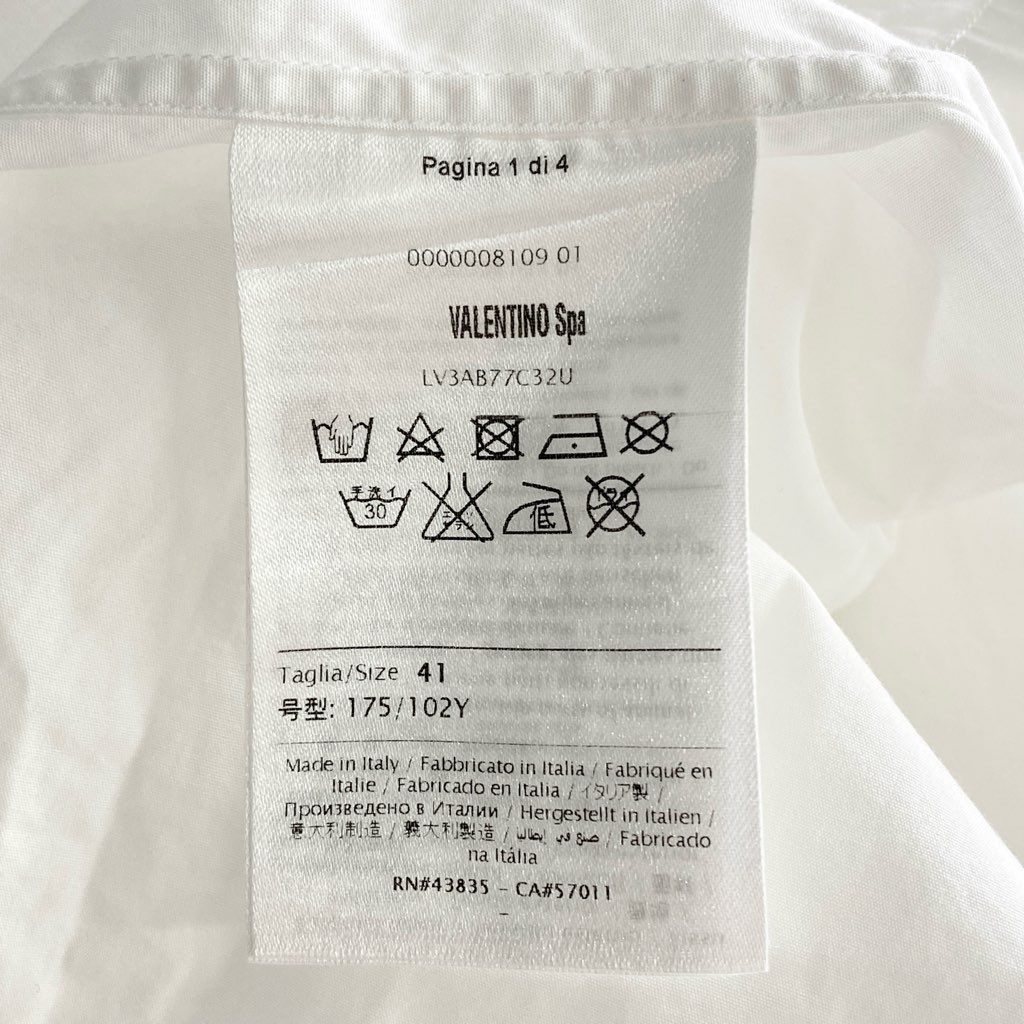 Pagina 1 di 4
0000008109 01
VALENTINO Spa
LV3AB77C32U
手洗イ
30
低
Taglia/Size 41
号型: 175/102Y
Made in Italy / Fabbricato in Italia / Fabriqué en
Italie / Fabricado en Italia / イタリア製 /
Произведено в Италии / Hergestellt in Italien /
意大利制造 / 義大利製造 / صنع في إيطاليا / Fabricado
na Itália
RN#43835 - CA#57011
-